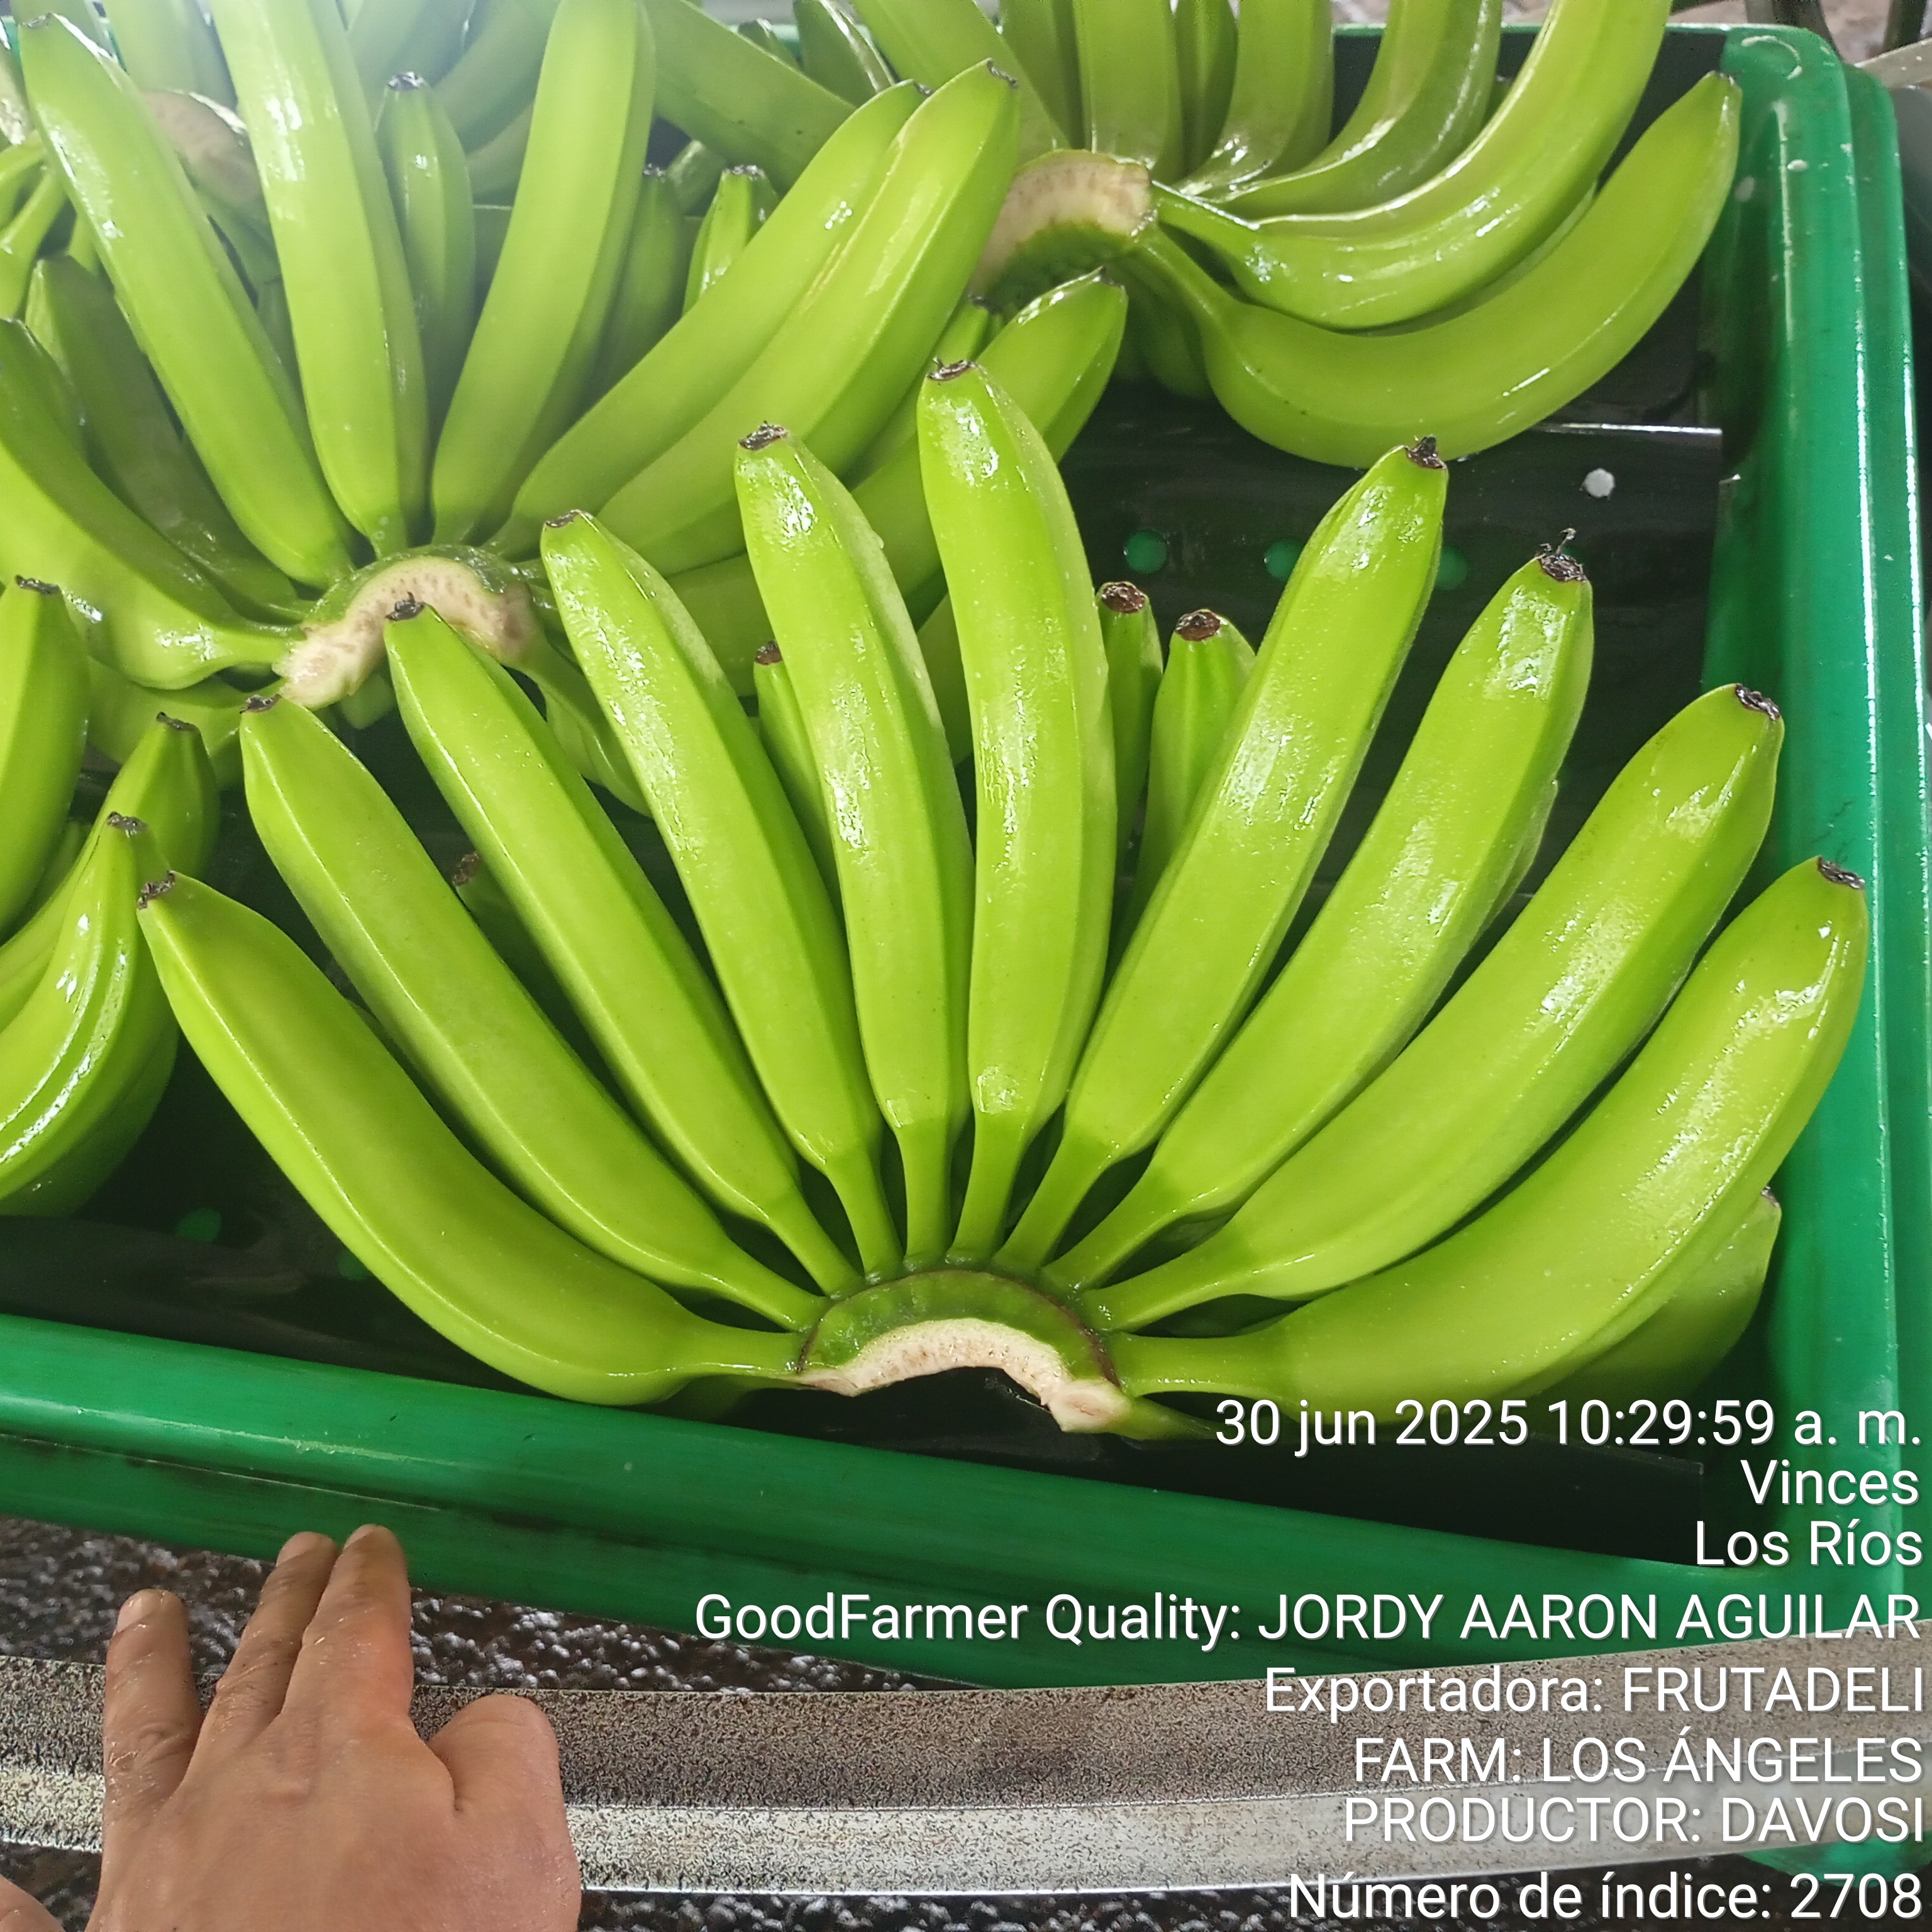 30 jun 2025 10:29:59 a. m.
Vinces
Los Ríos
GoodFarmer Quality: JORDY AARON AGUILAR
Exportadora: FRUTADELI
FARM: LOS ÁNGELES
PRODUCTOR: DAVOSI
Número de índice: 2708